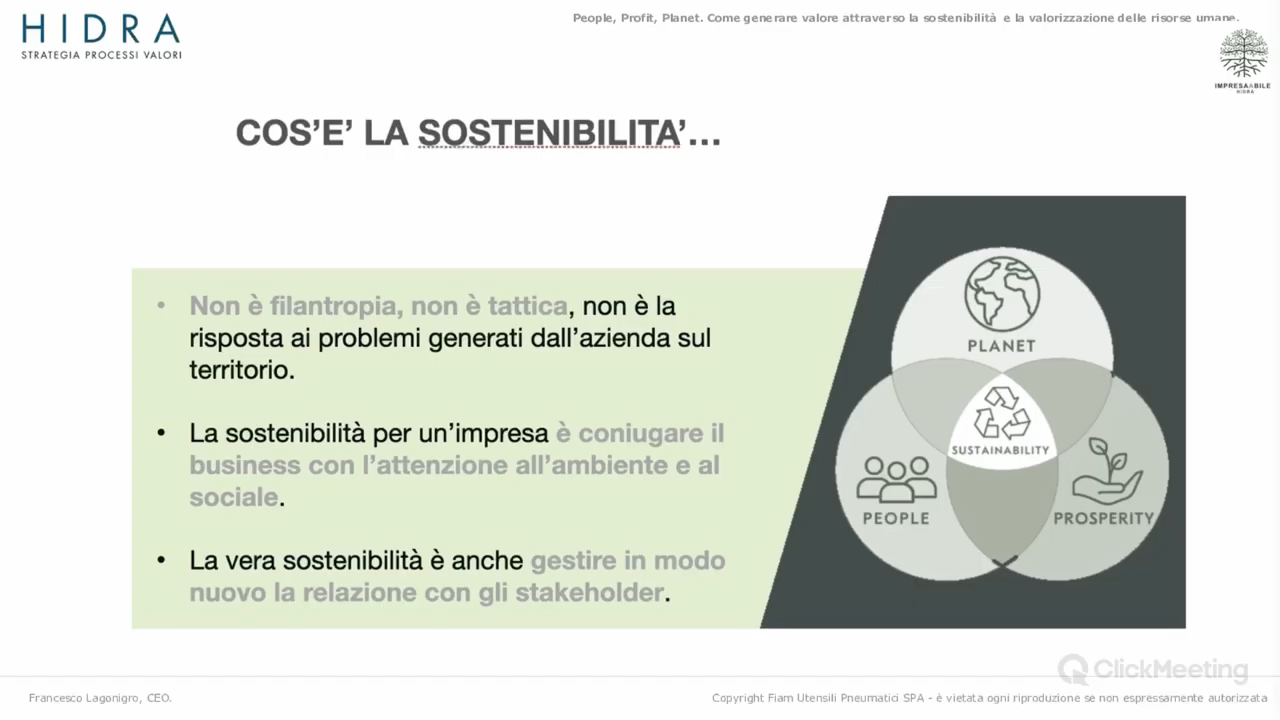 HIDRA
STRATEGIA PROCESSI VALORI
People, Profit, Planet. Come generare valore attraverso la sostenibilità e la valorizzazione delle risorse umane.
IMPRESAABILE
HIDRA
COS’E’ LA SOSTENIBILITA’…
• Non è filantropia, non è tattica, non è la
risposta ai problemi generati dall’azienda sul
territorio.
• La sostenibilità per un’impresa è coniugare il
business con l’attenzione all’ambiente e al
sociale.
• La vera sostenibilità è anche gestire in modo
nuovo la relazione con gli stakeholder.
PLANET
SUSTAINABILITY
PEOPLE
PROSPERITY
ClickMeeting
Francesco Lagonigro, CEO.
Copyright Fiam Utensili Pneumatici SPA - è vietata ogni riproduzione se non espressamente autorizzata